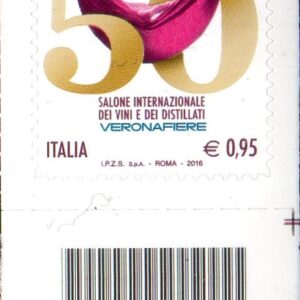 50
SALONE INTERNAZIONALE
DEI VINI E DEI DISTILLATI
VERONAFIERE
ITALIA € 0,95
I.P.Z.S. S.p.A. - ROMA - 2016